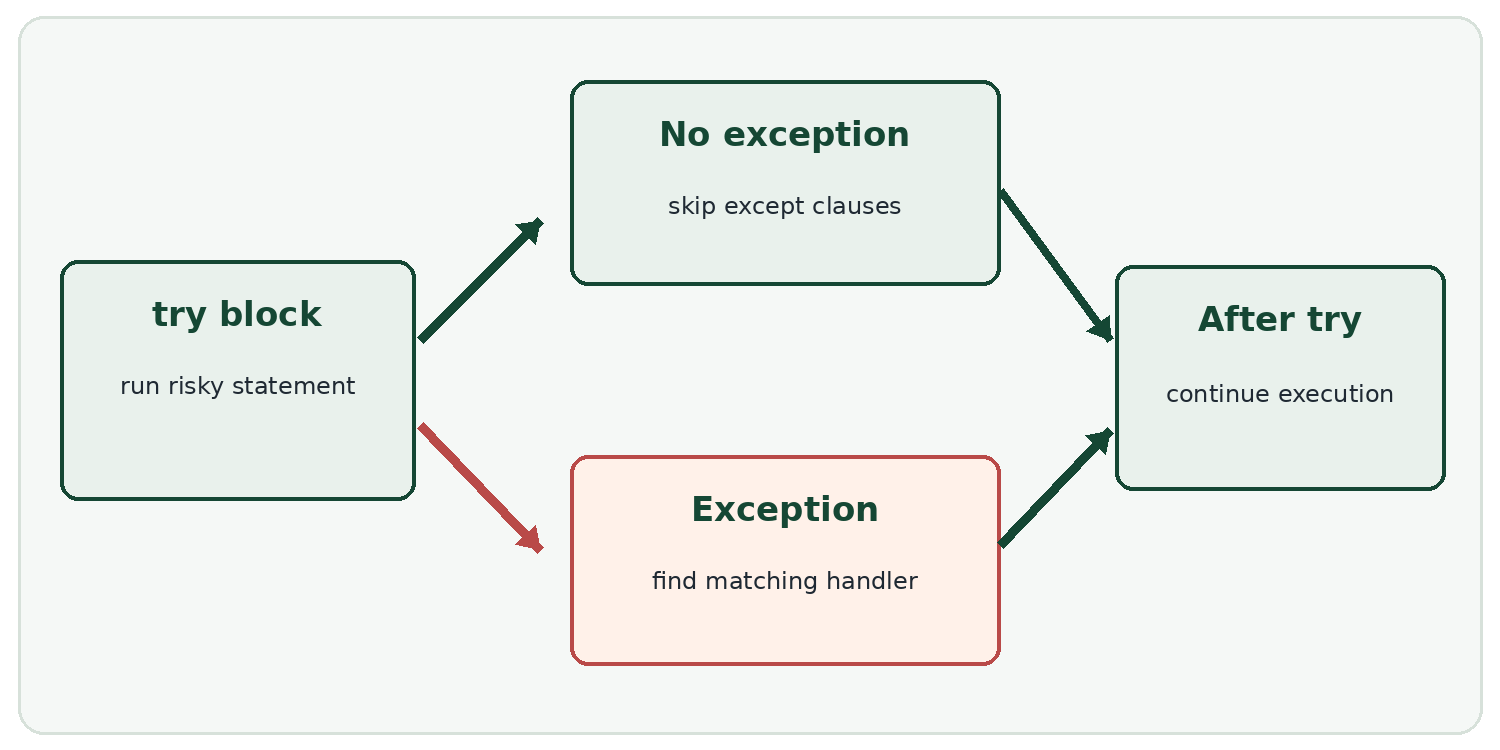 try block
run risky statement
No exception
skip except clauses
Exception
find matching handler
After try
continue execution